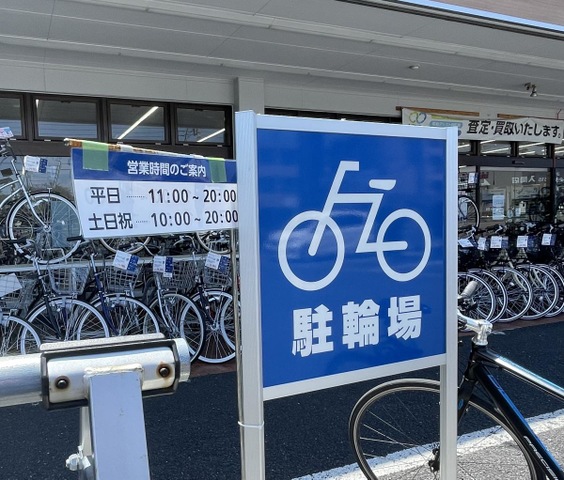 査定・買取いたします
営業時間のご案内
平日 ······ 11:00~20:00
土日祝 ······ 10:00~20:00
駐輪場